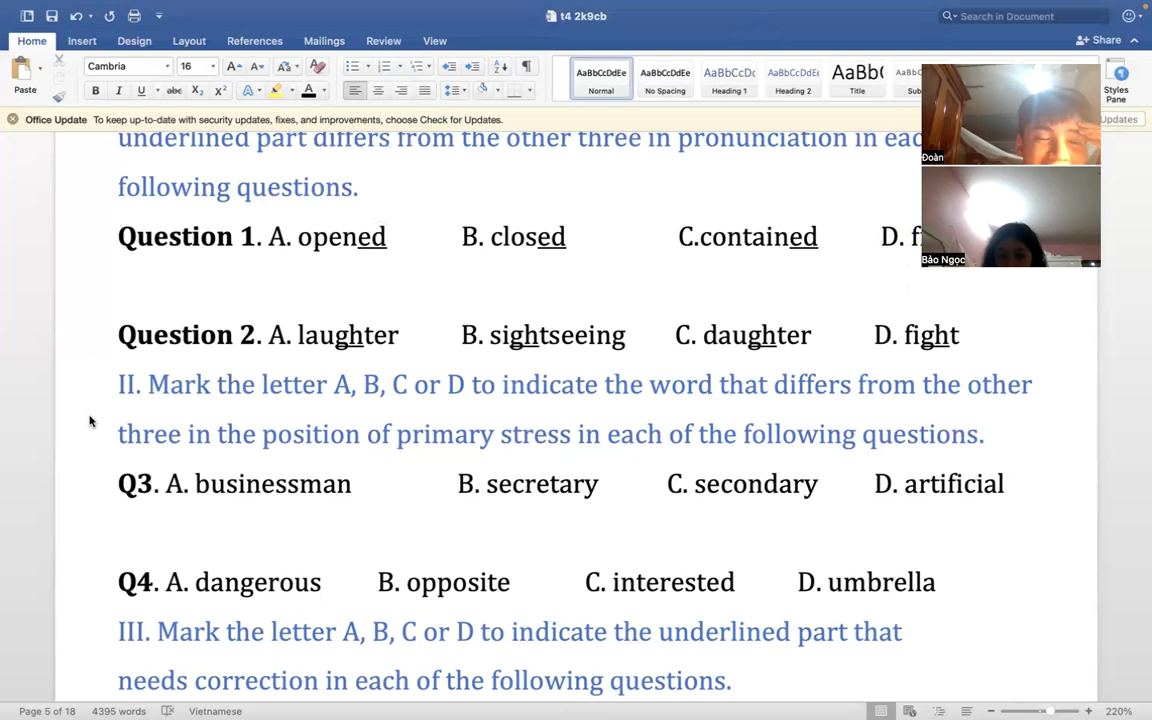 t4 2k9cb
Search in Document
Home Insert Design Layout References Mailings Review View
Share
Cambria 16
Paste
AaBbCcDdEe AaBbCcDdEe AaBbCcDc AaBbCcDdEe AaBbC AaBbCcDdEe
Normal No Spacing Heading 1 Heading 2 Title
Styles Pane
Office Update To keep up-to-date with security updates, fixes, and improvements, choose Check for Updates.
Updates
Đoàn
Bảo Ngọc
underlined part differs from the other three in pronunciation in
following questions.
Question 1. A. opened B. closed C.contained D.
Question 2. A. laughter B. sightseeing C. daughter D. fight
II. Mark the letter A, B, C or D to indicate the word that differs from the other
three in the position of primary stress in each of the following questions.
Q3. A. businessman B. secretary C. secondary D. artificial
Q4. A. dangerous B. opposite C. interested D. umbrella
III. Mark the letter A, B, C or D to indicate the underlined part that
needs correction in each of the following questions.
Page 5 of 18 4395 words Vietnamese 220%